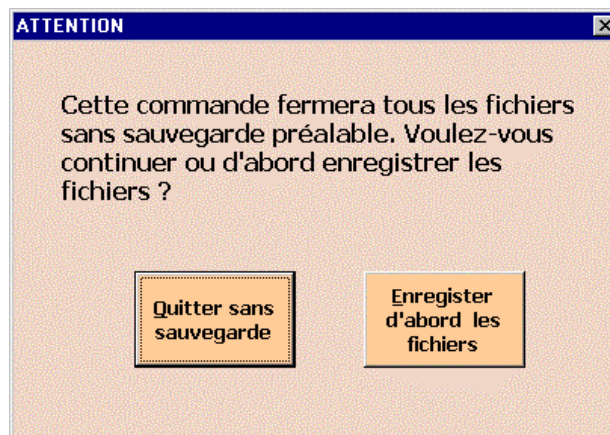 ATTENTION
Cette commande fermera tous les fichiers
sans sauvegarde préalable. Voulez-vous
continuer ou d'abord enregistrer les
fichiers ?
Quitter sans
sauvegarde
Enregister
d'abord les
fichiers